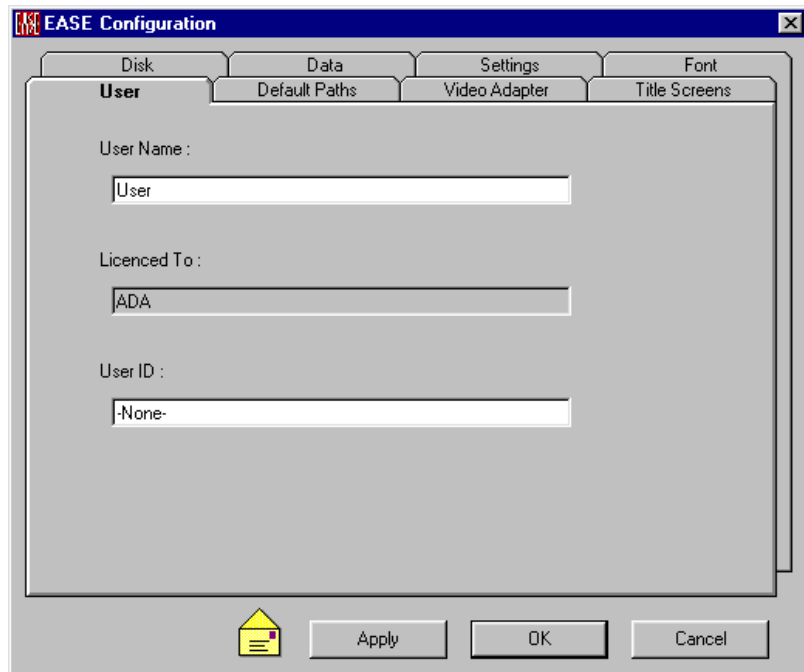 EASE Configuration
Disk Data Settings Font
User Default Paths Video Adapter Title Screens
User Name :
User
Licenced To :
ADA
User ID :
-None-
Apply OK Cancel